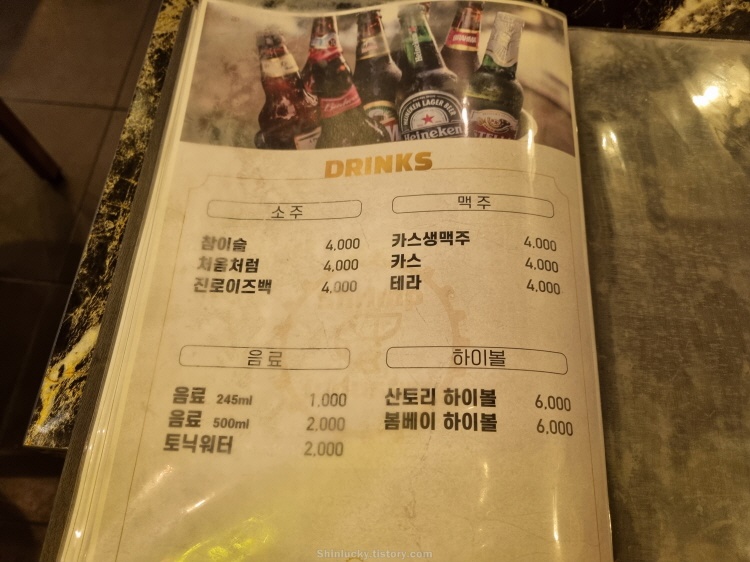 HEINEKEN LAGER BEER
Heineken
DRINKS
소주
참이슬 4,000
처음처럼 4,000
진로이즈백 4,000
맥주
카스생맥주 4,000
카스 4,000
테라 4,000
음료
음료 245ml 1,000
음료 500ml 2,000
토닉워터 2,000
하이볼
산토리 하이볼 6,000
봄베이 하이볼 6,000
Shinlucky.tistory.com